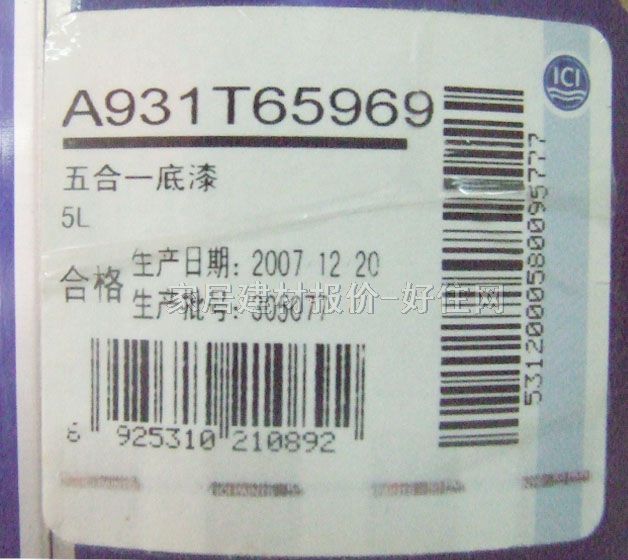 ICI
A931T65969
五合一底漆
5L
合格
生产日期: 2007 12 20
生产批号: 305077
家居建材报价-好住网
6 925310 210892
5312000580095777